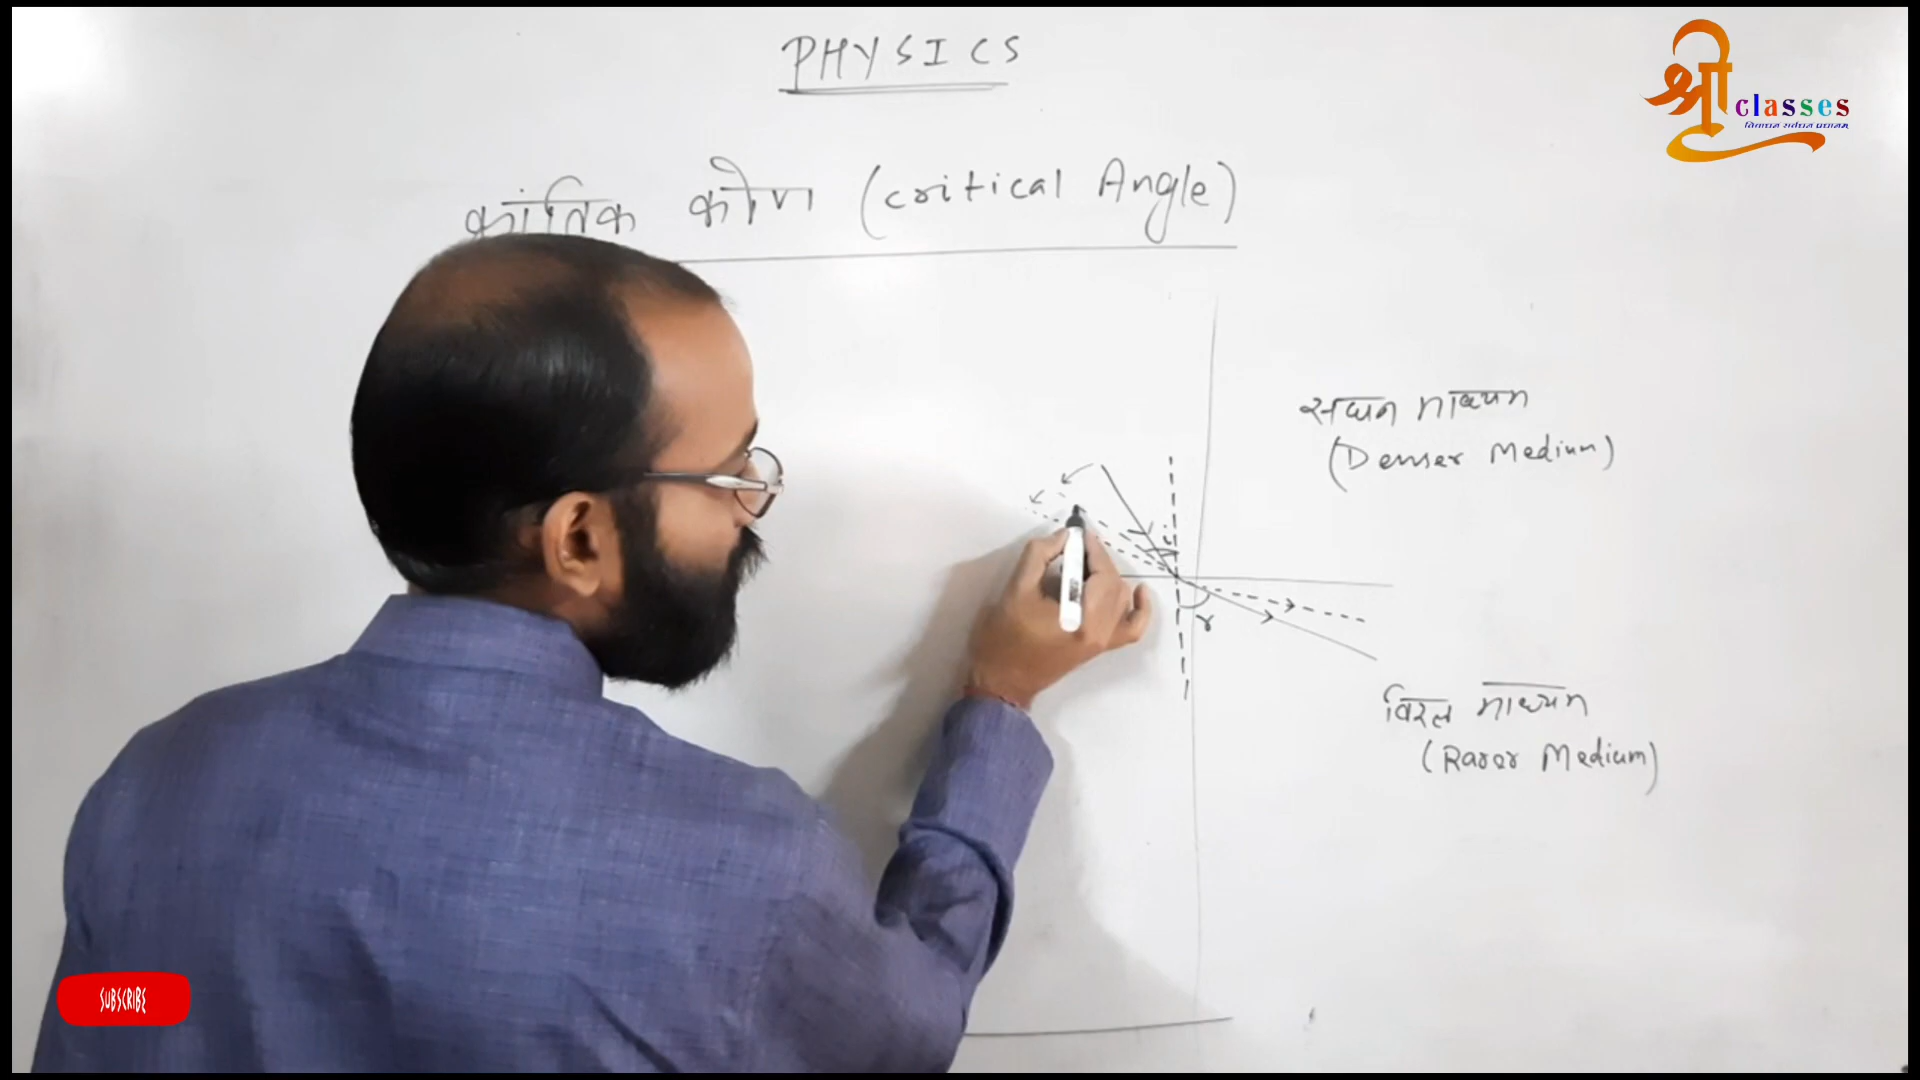 PHYSICS
श्री classes
क्रांतिक कोण (critical Angle)
सघन माध्यम
(Denser Medium)
i
r
विरल माध्यम
(Rarer Medium)
SUBSCRIBE